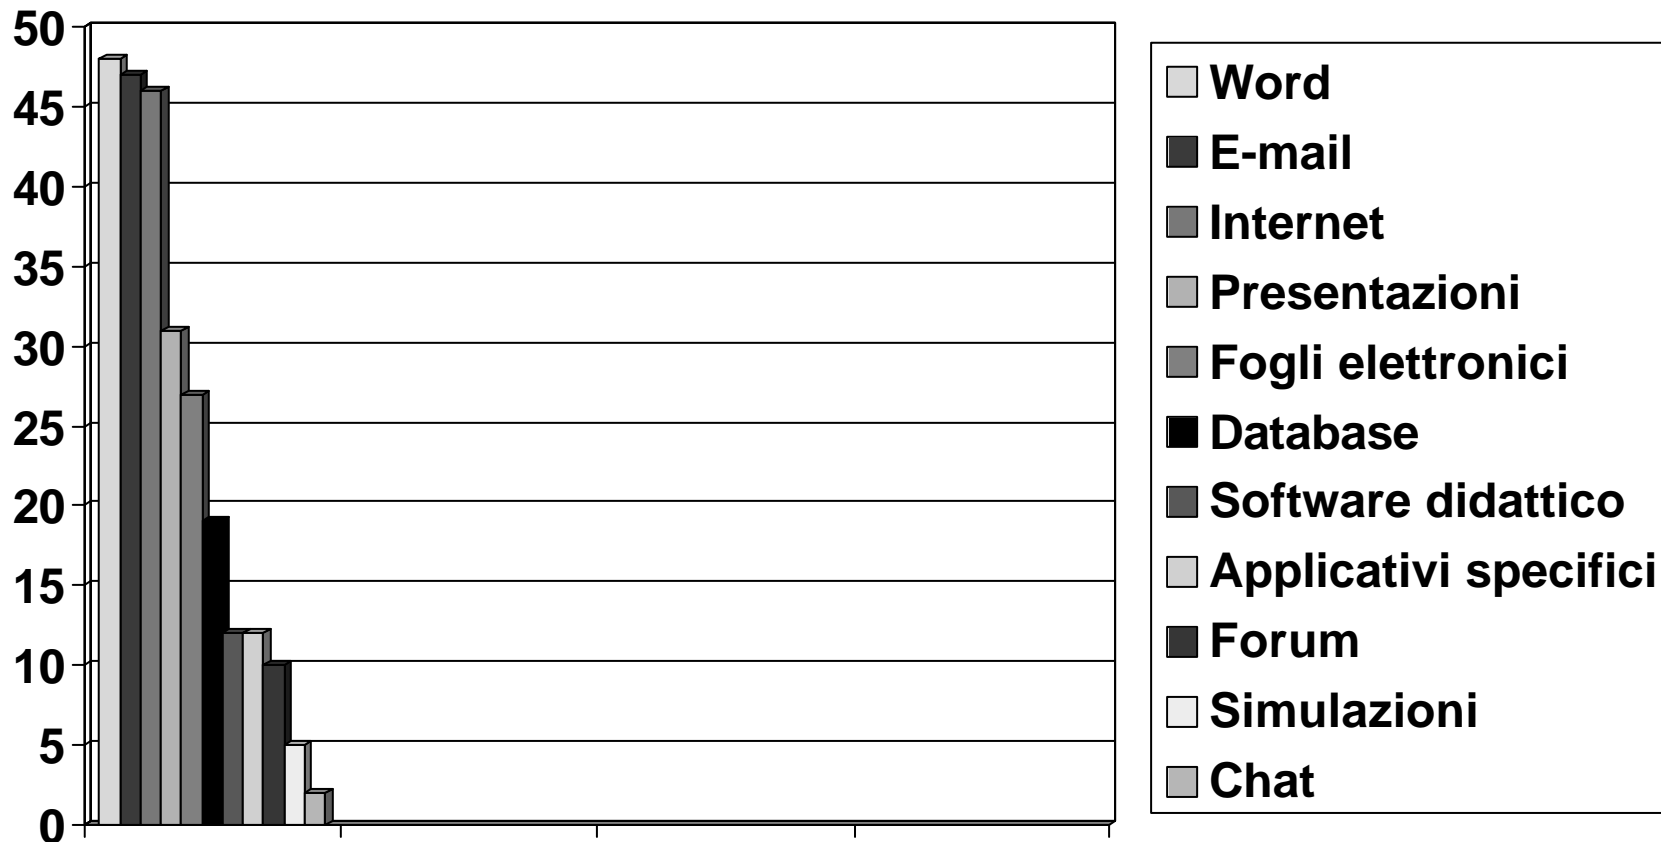 50
45
40
35
30
25
20
15
10
5
0
Word
E-mail
Internet
Presentazioni
Fogli elettronici
Database
Software didattico
Applicativi specifici
Forum
Simulazioni
Chat